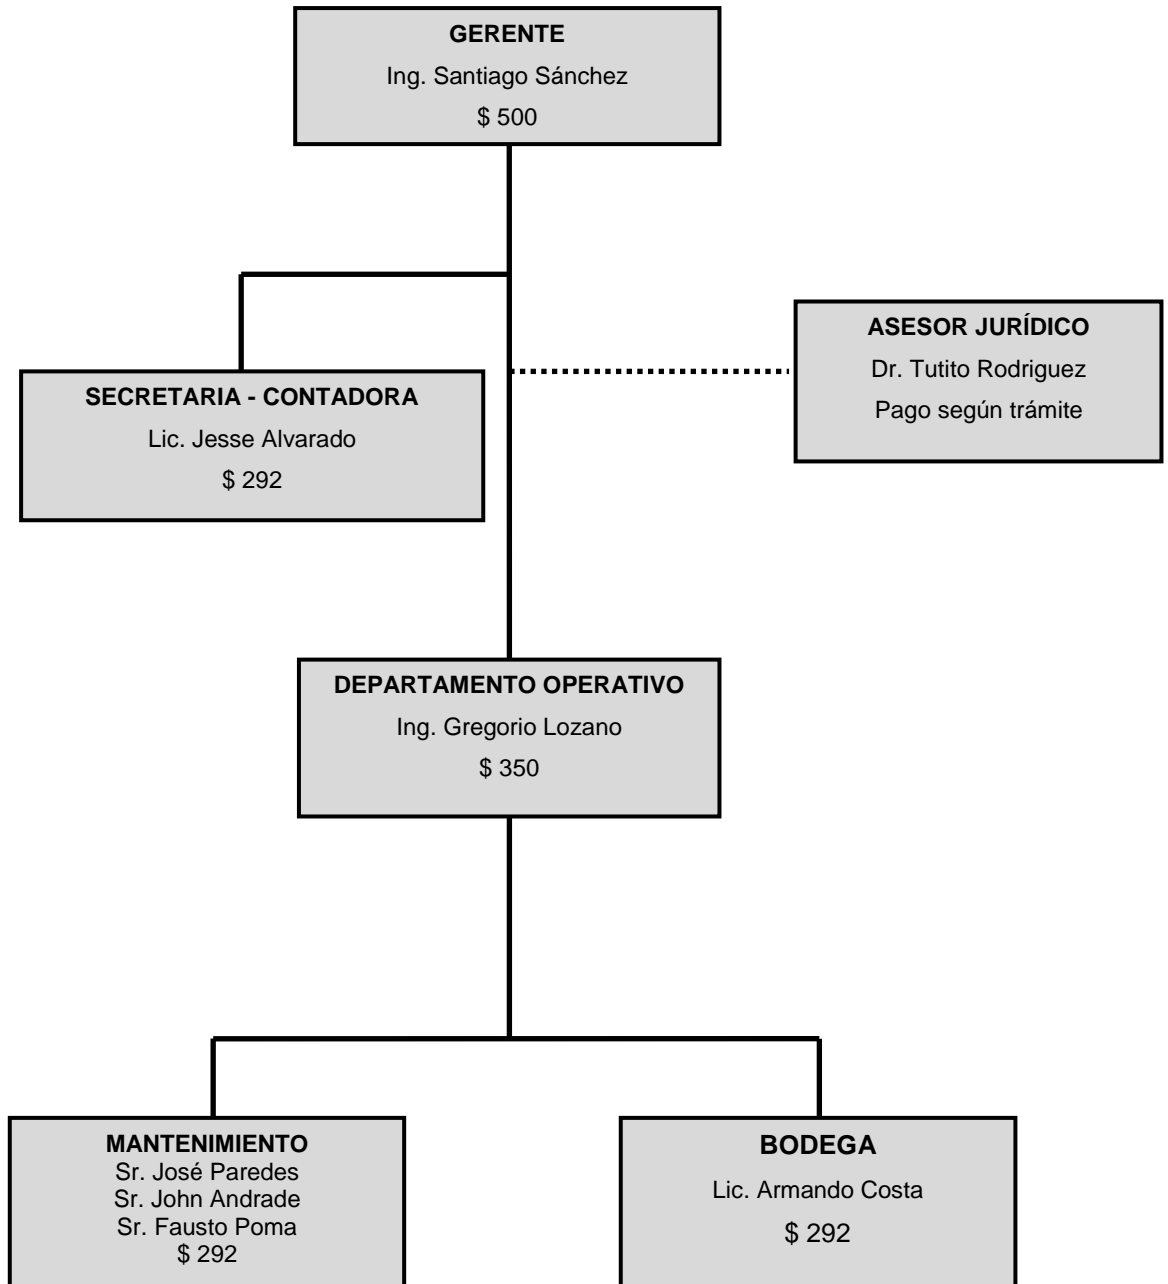 GERENTE
Ing. Santiago Sánchez
$ 500
ASESOR JURÍDICO
Dr. Tutito Rodriguez
Pago según trámite
SECRETARIA - CONTADORA
Lic. Jesse Alvarado
$ 292
DEPARTAMENTO OPERATIVO
Ing. Gregorio Lozano
$ 350
MANTENIMIENTO
Sr. José Paredes
Sr. John Andrade
Sr. Fausto Poma
$ 292
BODEGA
Lic. Armando Costa
$ 292